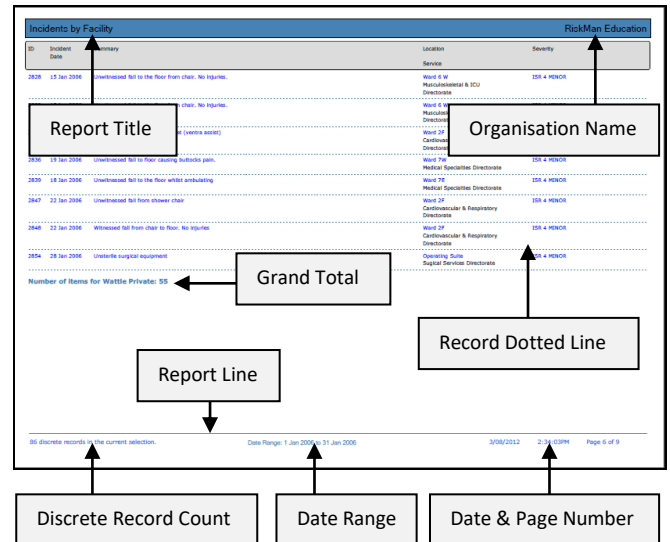 Incidents by Facility RiskMan Education
ID Incident Date Summary Location Service Severity
2828 15 Jan 2006 Unwitnessed fall to the floor from chair. No injuries. Ward 6 W ISR 4 MINOR
Musculoskeletal & ICU
Directorate
from chair. No injuries. Ward 6 W
Report Title
Organisation Name
(ventra assist) Ward 2F
2836 19 Jan 2006 Unwitnessed fall to floor causing buttocks pain. Ward 7W ISR 4 MINOR
Medical Specialties Directorate
2839 18 Jan 2006 Unwitnessed fall to the floor whilst ambulating Ward 7E ISR 4 MINOR
Medical Specialties Directorate
2847 22 Jan 2006 Unwitnessed fall from shower chair Ward 2F ISR 4 MINOR
Cardiovascular & Respiratory
Directorate
2848 22 Jan 2006 Witnessed fall from chair to floor. No injuries Ward 2F ISR 4 MINOR
Cardiovascular & Respiratory
Directorate
2854 28 Jan 2006 Unsterile surgical equipment Operating Suite ISR 4 MINOR
Sugical Services Directorate
Number of items for Wattle Private: 55
Grand Total
Record Dotted Line
Report Line
86 discrete records in the current selection. Date Range: 1 Jan 2006 to 31 Jan 2006 3/08/2012 2:34:03PM Page 6 of 9
Discrete Record Count
Date Range
Date & Page Number